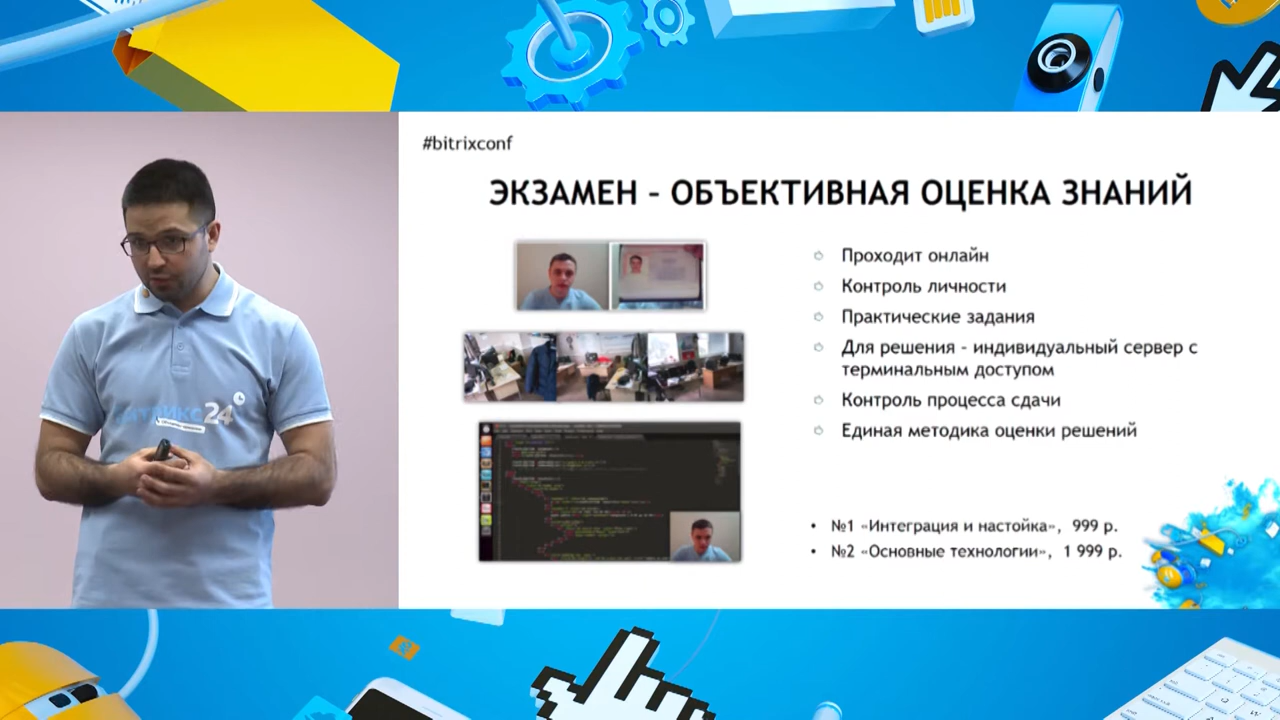 #bitrixconf
ЭКЗАМЕН – ОБЪЕКТИВНАЯ ОЦЕНКА ЗНАНИЙ
Проходит онлайн
Контроль личности
Практические задания
Для решения – индивидуальный сервер с
терминальным доступом
Контроль процесса сдачи
Единая методика оценки решений
• №1 «Интеграция и настойка», 999 р.
• №2 «Основные технологии», 1 999 р.
24